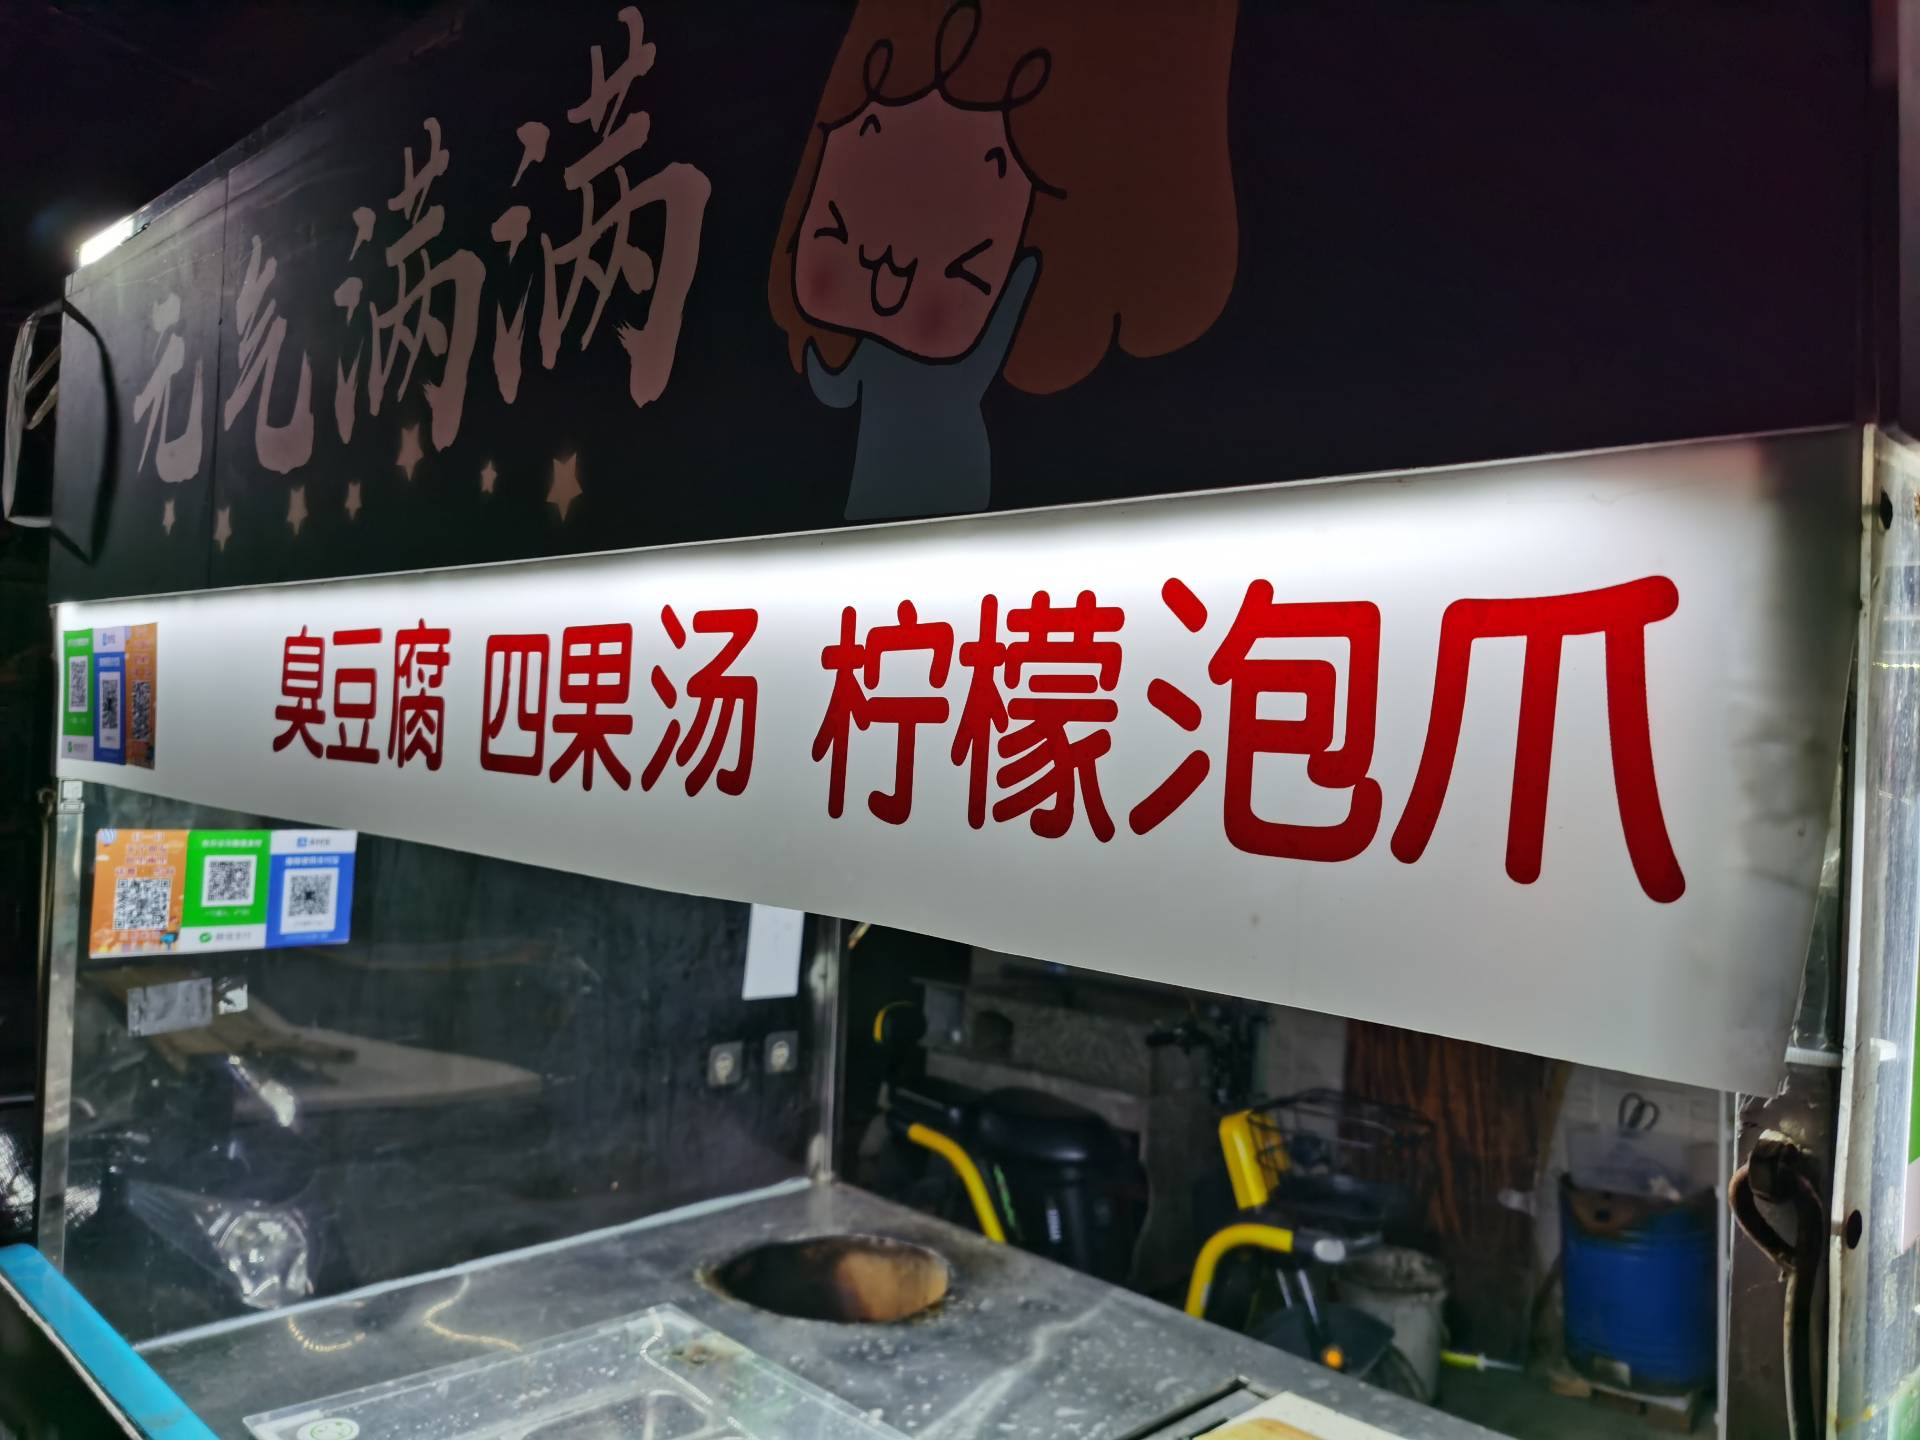 元气满满
臭豆腐 四果汤 柠檬泡爪